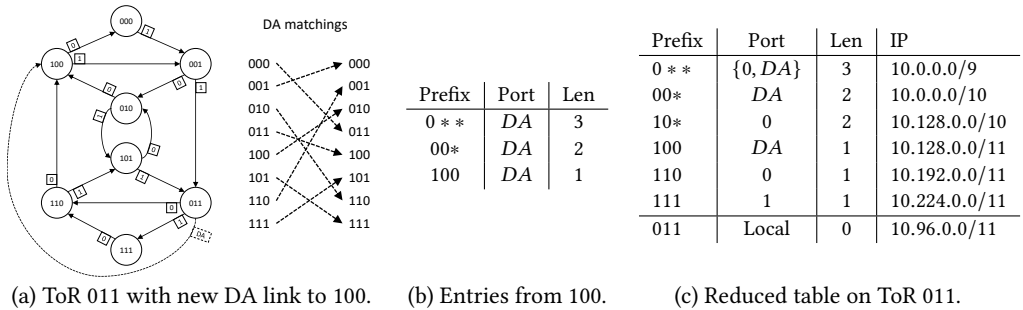 000
0
1
100
1
001
0
0
1
010
1
0
101
1
110
0
1
0
011
0
1
DA
111
DA matchings
000 000
001 001
010 010
011 011
100 100
101 101
110 110
111 111
Prefix Port Len
0 ∗ ∗ DA 3
00∗ DA 2
100 DA 1
Prefix Port Len IP
0 ∗ ∗ {0, DA} 3 10.0.0.0/9
00∗ DA 2 10.0.0.0/10
10∗ 0 2 10.128.0.0/10
100 DA 1 10.128.0.0/11
110 0 1 10.192.0.0/11
111 1 1 10.224.0.0/11
011 Local 0 10.96.0.0/11
(a) ToR 011 with new DA link to 100.
(b) Entries from 100.
(c) Reduced table on ToR 011.